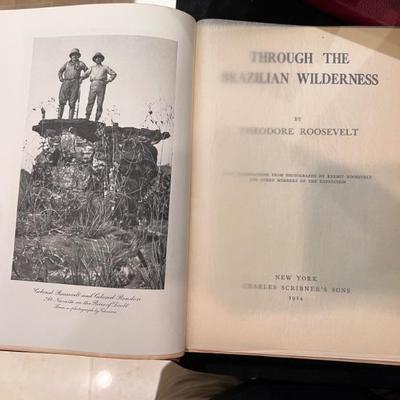 Colonel Roosevelt and Colonel Rondon
At Navaïté on the River of Doubt
From a photograph by Cherrie
THROUGH THE
BRAZILIAN WILDERNESS
BY
THEODORE ROOSEVELT
ILLUSTRATIONS FROM PHOTOGRAPHS BY KERMIT ROOSEVELT
AND OTHER MEMBERS OF THE EXPEDITION
NEW YORK
CHARLES SCRIBNER'S SONS
1914